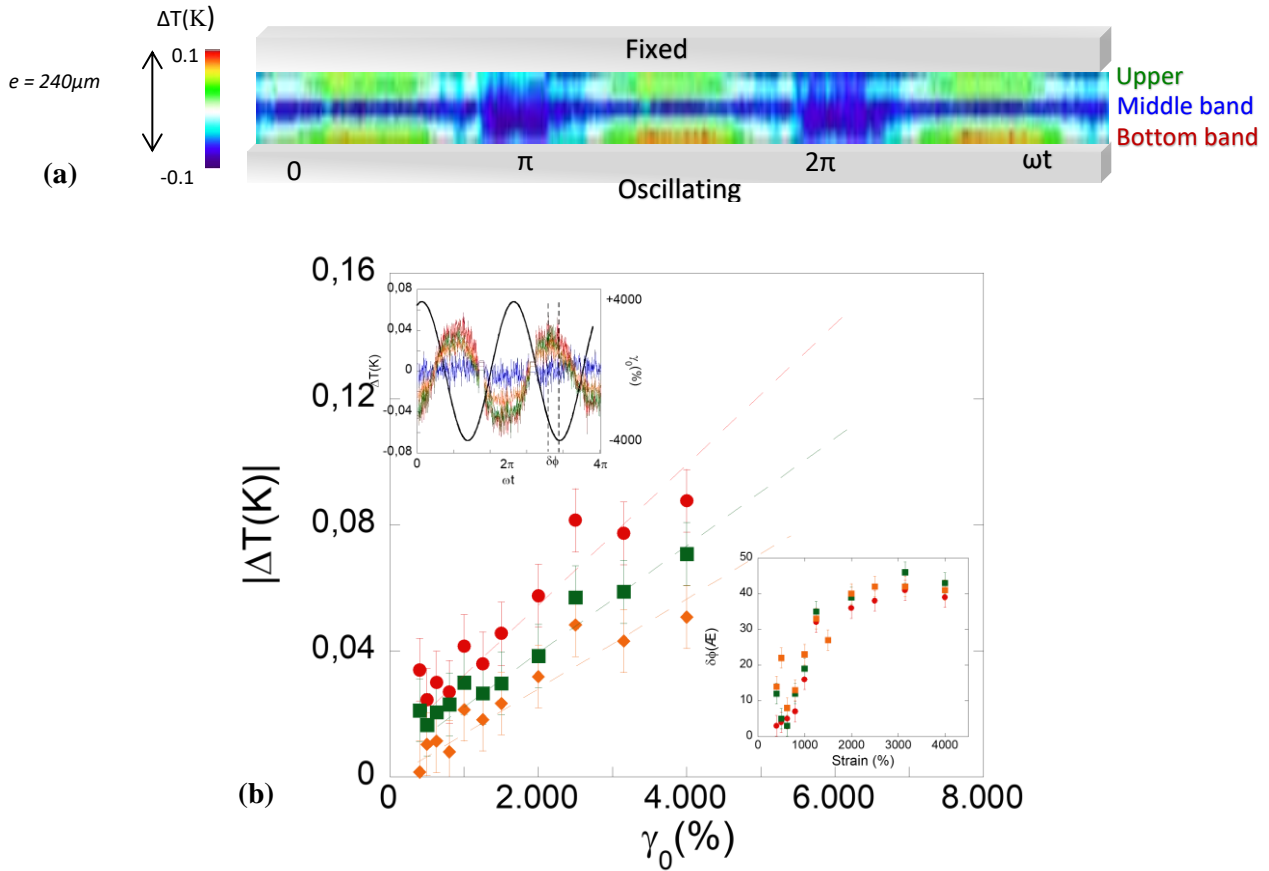 ΔT(K)
0.1
e = 240μm
-0.1
(a)
Fixed
Upper
Middle band
Bottom band
0
π
2π
ωt
Oscillating
0,16
0,12
0,08
0,04
0
|ΔT(K)|
0
2.000
4.000
6.000
8.000
γ0(%)
(b)
0,08
0,04
0
-0,04
-0,08
ΔT(K)
+4000
-4000
γ0(%)
0
2π
δϕ
4π
ωt
50
40
30
20
10
0
δϕ(Æ)
0
1000
2000
3000
4000
Strain (%)